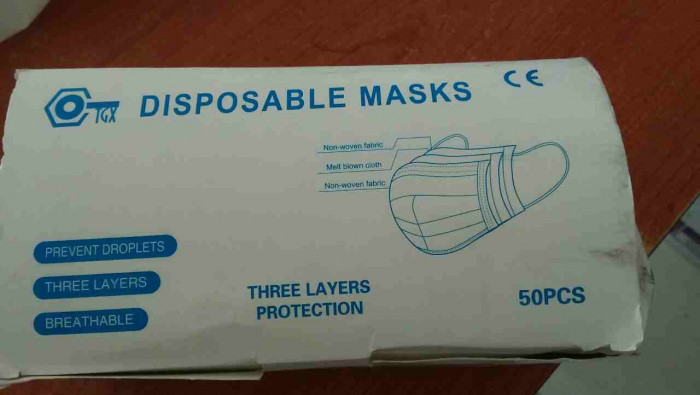 TGX
DISPOSABLE MASKS
CE
Non-woven fabric
Melt blown cloth
Non-woven fabric
PREVENT DROPLETS
THREE LAYERS
BREATHABLE
THREE LAYERS
PROTECTION
50PCS